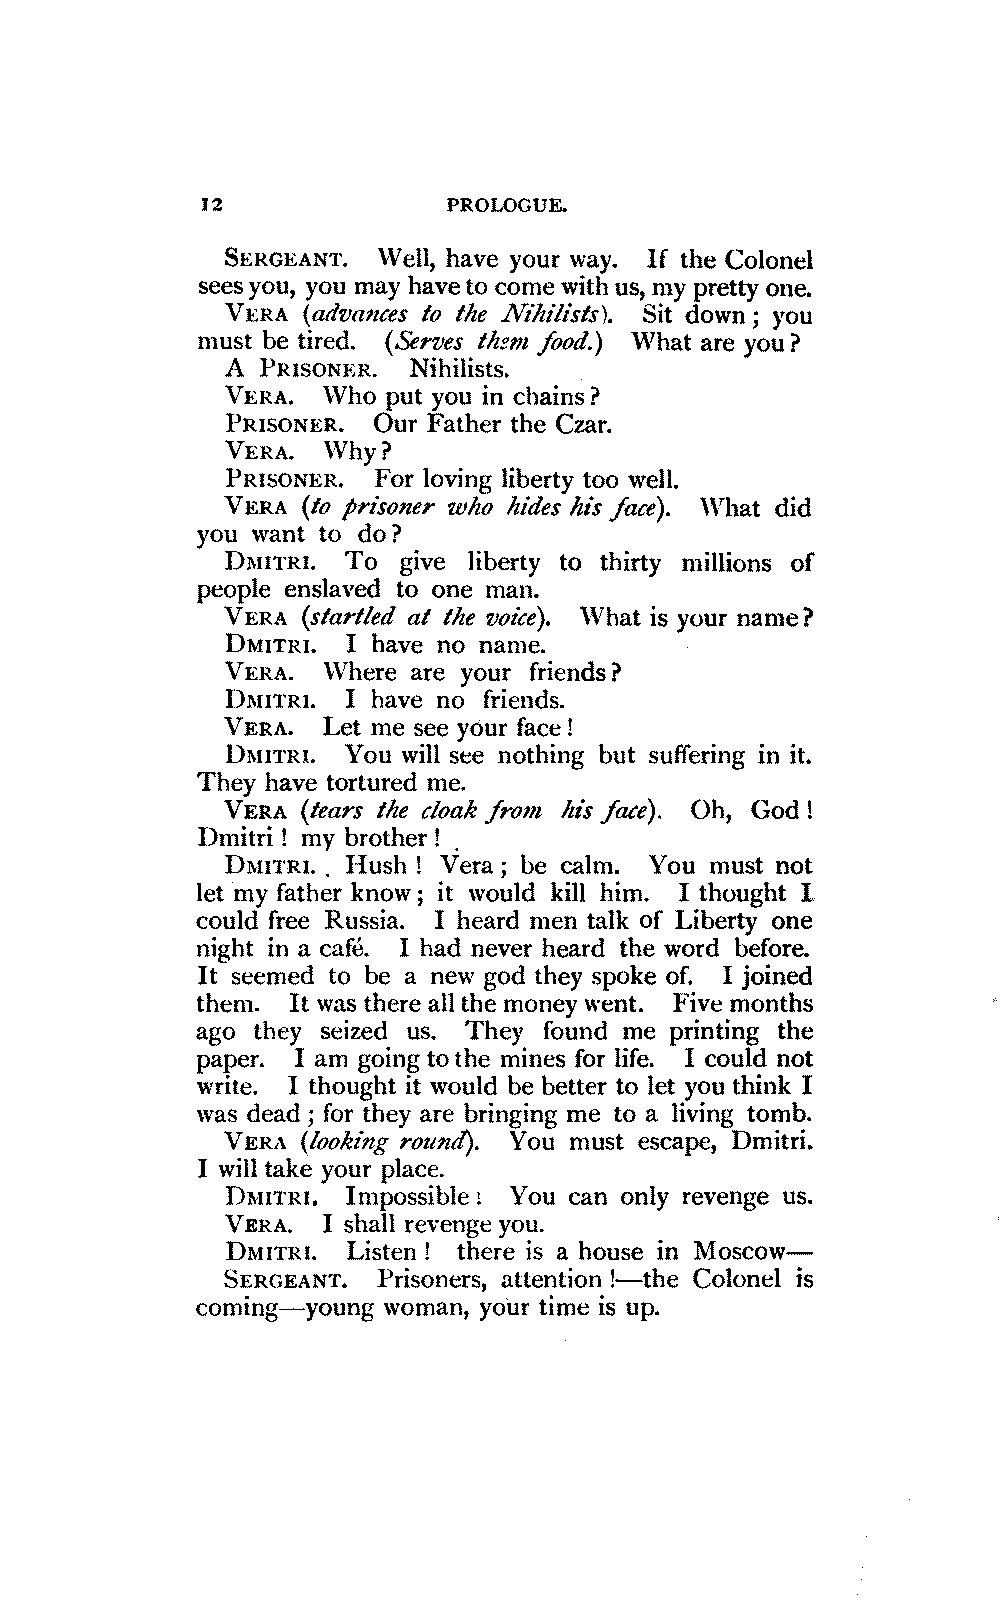 12 PROLOGUE.
SERGEANT. Well, have your way. If the Colonel
sees you, you may have to come with us, my pretty one.
VERA (advances to the Nihilists). Sit down; you
must be tired. (Serves them food.) What are you?
A PRISONER. Nihilists.
VERA. Who put you in chains?
PRISONER. Our Father the Czar.
VERA. Why?
PRISONER. For loving liberty too well.
VERA (to prisoner who hides his face). What did
you want to do?
DMITRI. To give liberty to thirty millions of
people enslaved to one man.
VERA (startled at the voice). What is your name?
DMITRI. I have no name.
VERA. Where are your friends?
DMITRI. I have no friends.
VERA. Let me see your face!
DMITRI. You will see nothing but suffering in it.
They have tortured me.
VERA (tears the cloak from his face). Oh, God!
Dmitri! my brother!
DMITRI. Hush! Vera; be calm. You must not
let my father know; it would kill him. I thought I
could free Russia. I heard men talk of Liberty one
night in a café. I had never heard the word before.
It seemed to be a new god they spoke of. I joined
them. It was there all the money went. Five months
ago they seized us. They found me printing the
paper. I am going to the mines for life. I could not
write. I thought it would be better to let you think I
was dead; for they are bringing me to a living tomb.
VERA (looking round). You must escape, Dmitri.
I will take your place.
DMITRI. Impossible! You can only revenge us.
VERA. I shall revenge you.
DMITRI. Listen! there is a house in Moscow—
SERGEANT. Prisoners, attention!—the Colonel is
coming—young woman, your time is up.